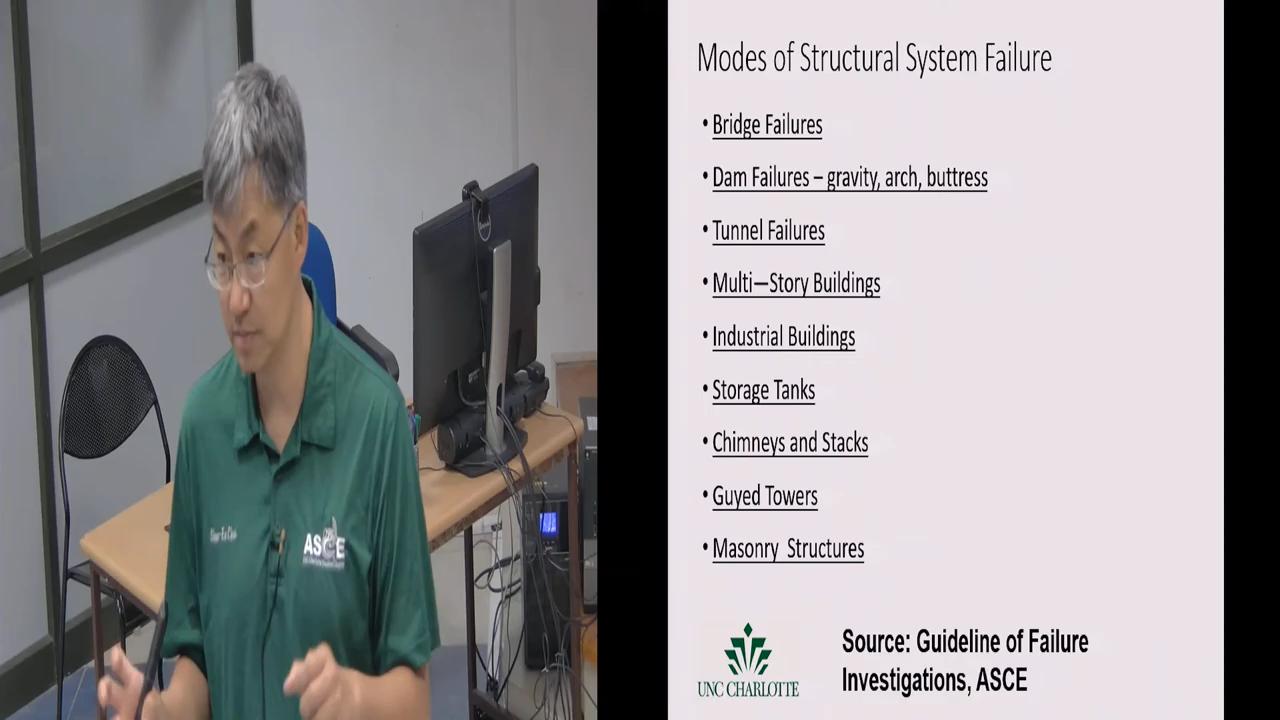 Modes of Structural System Failure
• Bridge Failures
• Dam Failures – gravity, arch, buttress
• Tunnel Failures
• Multi—Story Buildings
• Industrial Buildings
• Storage Tanks
• Chimneys and Stacks
• Guyed Towers
• Masonry Structures
UNC CHARLOTTE
Source: Guideline of Failure
Investigations, ASCE
ASCE